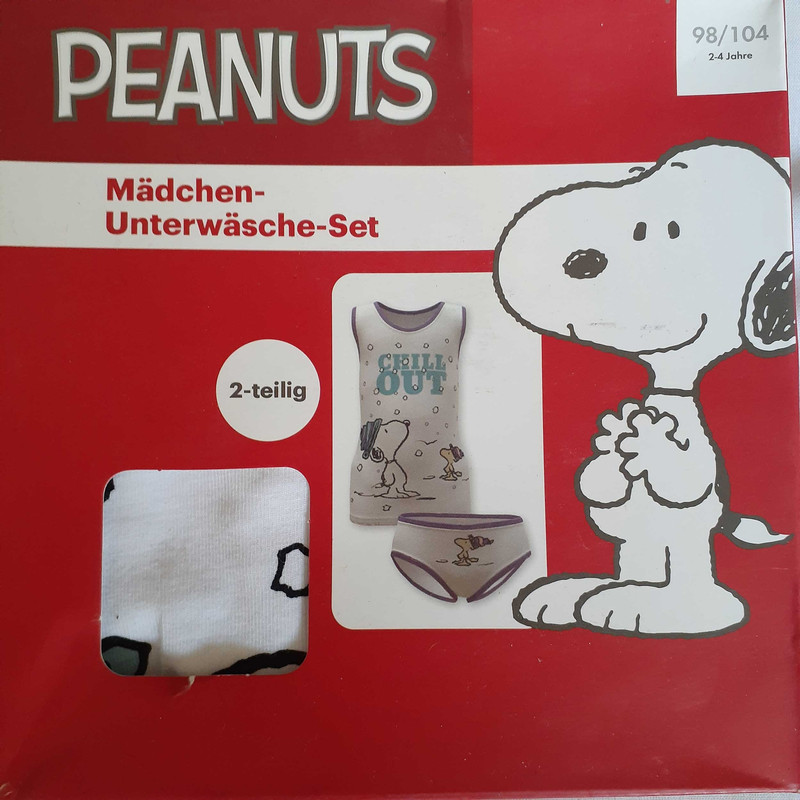 PEANUTS
98/104
2-4 Jahre
Mädchen-
Unterwäsche-Set
2-teilig
CHILL
OUT